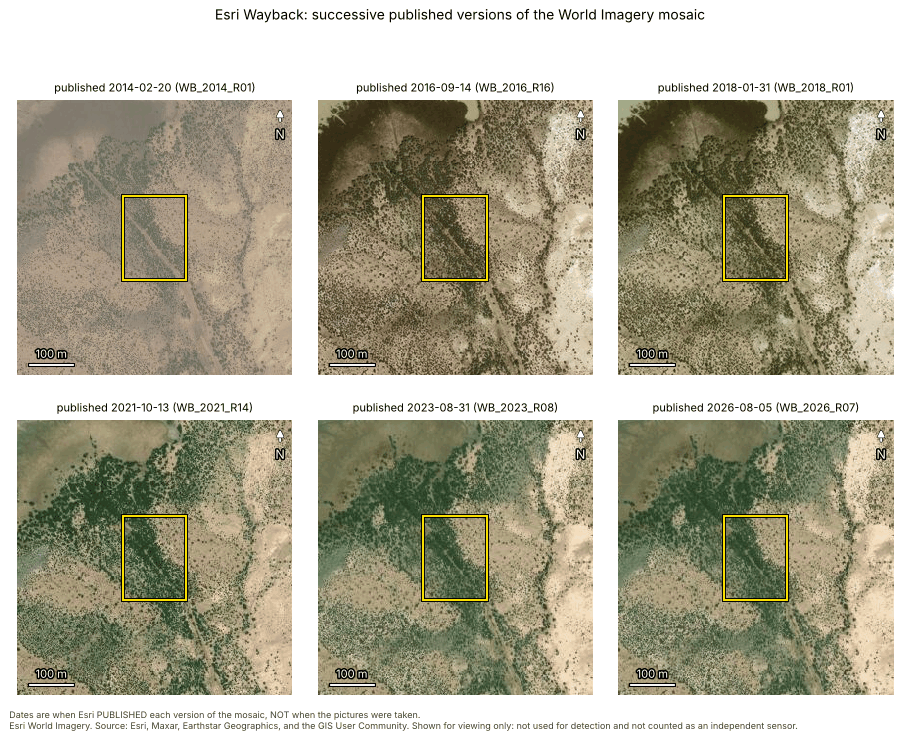 Esri Wayback: successive published versions of the World Imagery mosaic
published 2014-02-20 (WB_2014_R01)
published 2016-09-14 (WB_2016_R16)
published 2018-01-31 (WB_2018_R01)
N
N
N
100 m
100 m
100 m
published 2021-10-13 (WB_2021_R14)
published 2023-08-31 (WB_2023_R08)
published 2026-08-05 (WB_2026_R07)
N
N
N
100 m
100 m
100 m
Dates are when Esri PUBLISHED each version of the mosaic, NOT when the pictures were taken.
Esri World Imagery. Source: Esri, Maxar, Earthstar Geographics, and the GIS User Community. Shown for viewing only: not used for detection and not counted as an independent sensor.